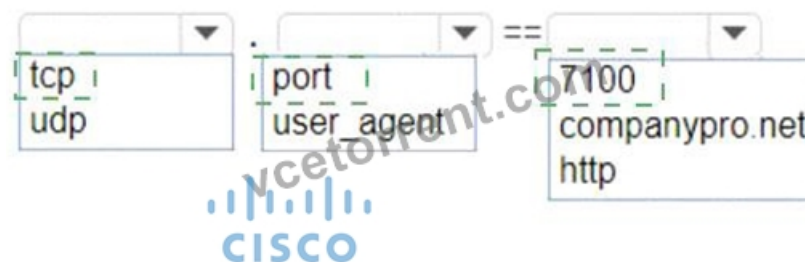 . ==
tcp
udp
port
user_agent
7100
companypro.net
http
vcetorrent.com
CISCO